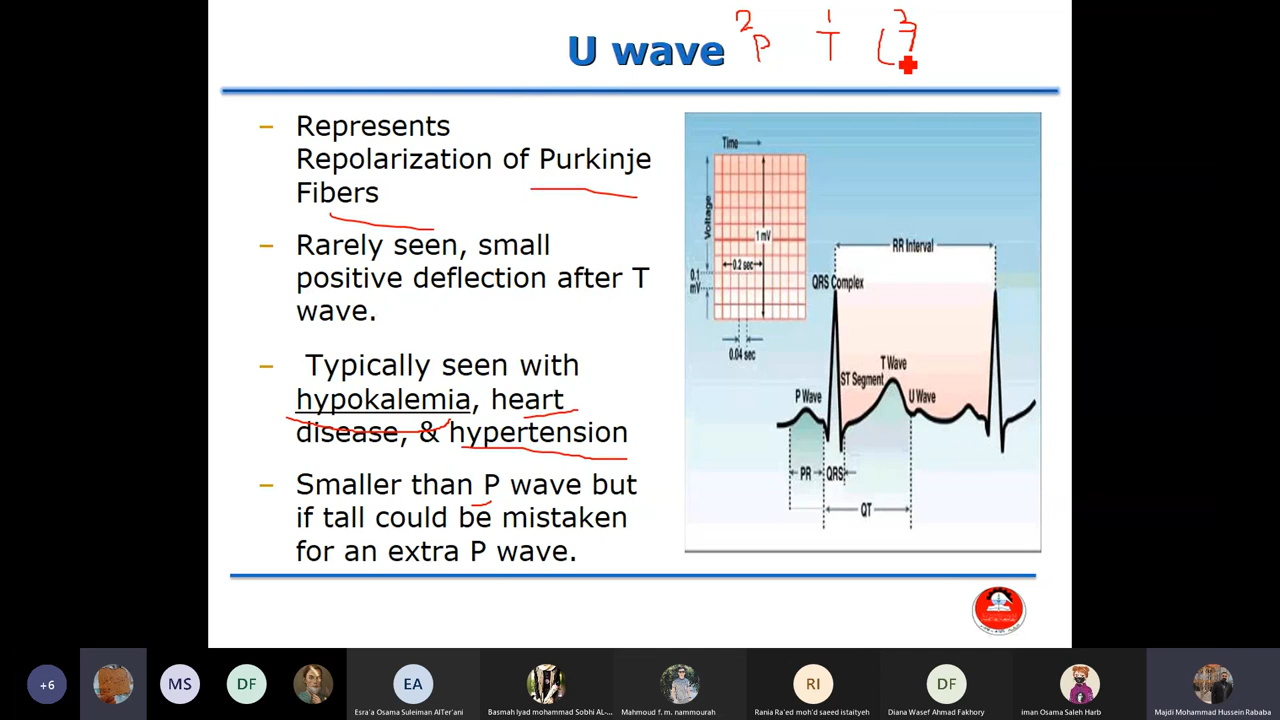 U wave
2 1 3
P T U
– Represents
Repolarization of Purkinje
Fibers
– Rarely seen, small
positive deflection after T
wave.
– Typically seen with
hypokalemia, heart
disease, & hypertension
– Smaller than P wave but
if tall could be mistaken
for an extra P wave.
Time
Voltage
1 mV
0.2 sec
0.1
mV
0.04 sec
RR Interval
QRS Complex
T Wave
ST Segment
P Wave
U Wave
PR
QRS
QT
+6
MS
DF
EA
Esra'a Osama Suleiman AlTer'ani
Basmah Iyad mohammad Sobhi AL-...
Mahmoud f. m. nammourah
RI
Rania Ra'ed moh'd saeed istaityeh
DF
Diana Wasef Ahmad Fakhory
iman Osama Saleh Harb
Majdi Mohammad Hussein Rababa